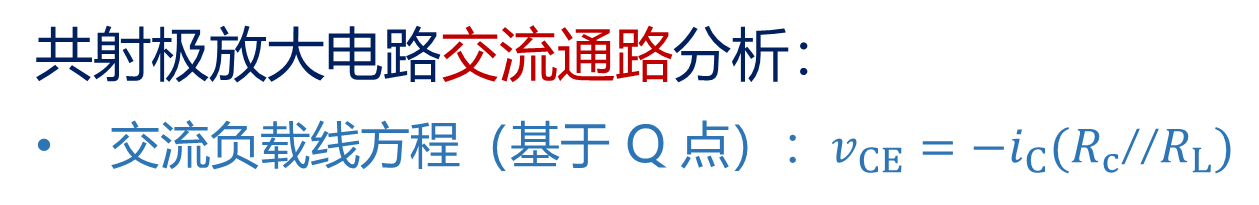 共射极放大电路交流通路分析：
• 交流负载线方程（基于 Q 点）：v_CE = −i_C(R_c//R_L)